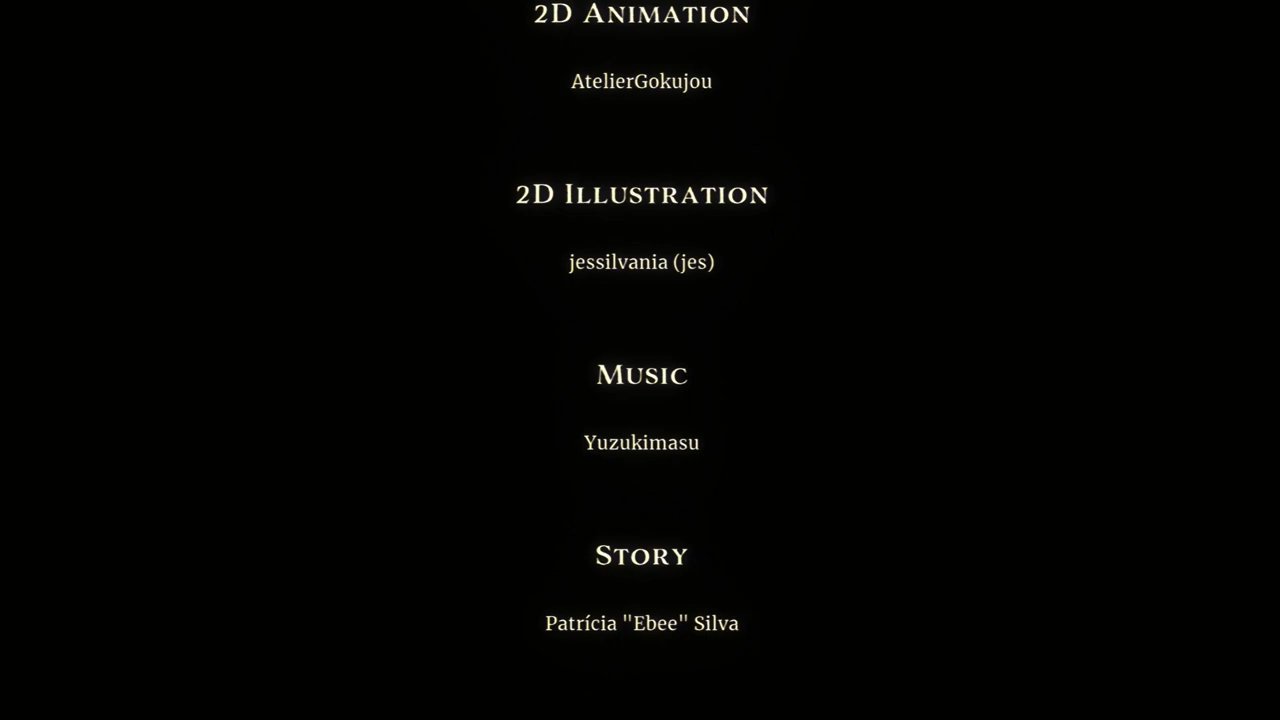 2D Animation
AtelierGokujou
2D Illustration
jessilvania (jes)
Music
Yuzukimasu
Story
Patrícia "Ebee" Silva